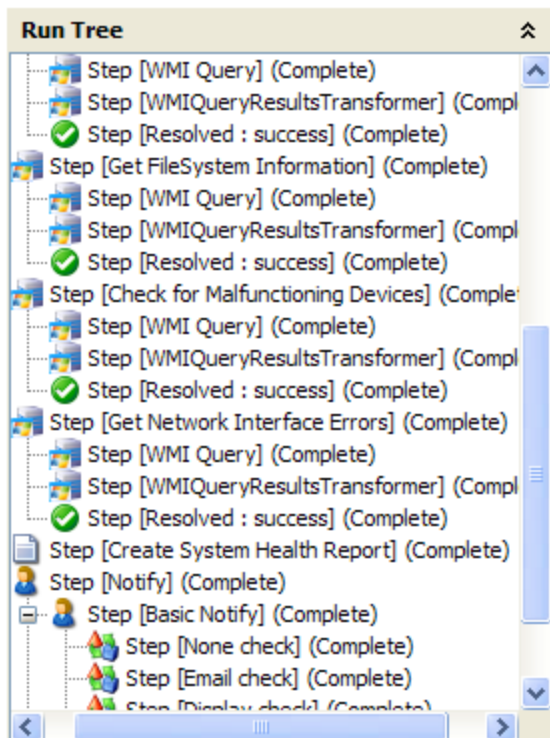 Run Tree
Step [WMI Query] (Complete)
Step [WMIQueryResultsTransformer] (Compl
Step [Resolved : success] (Complete)
Step [Get FileSystem Information] (Complete)
Step [WMI Query] (Complete)
Step [WMIQueryResultsTransformer] (Compl
Step [Resolved : success] (Complete)
Step [Check for Malfunctioning Devices] (Complet
Step [WMI Query] (Complete)
Step [WMIQueryResultsTransformer] (Compl
Step [Resolved : success] (Complete)
Step [Get Network Interface Errors] (Complete)
Step [WMI Query] (Complete)
Step [WMIQueryResultsTransformer] (Compl
Step [Resolved : success] (Complete)
Step [Create System Health Report] (Complete)
Step [Notify] (Complete)
Step [Basic Notify] (Complete)
Step [None check] (Complete)
Step [Email check] (Complete)
Step [Display check] (Complete)